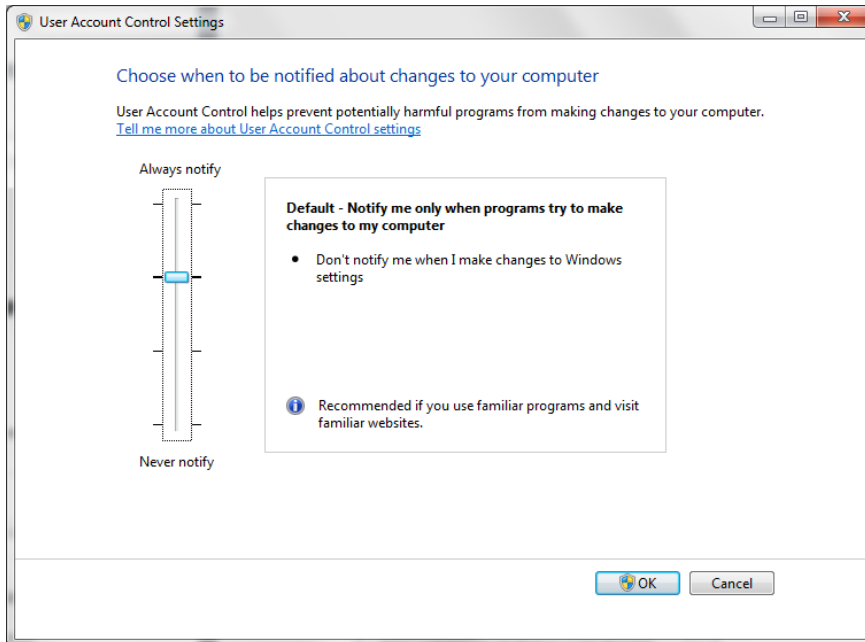 User Account Control Settings
Choose when to be notified about changes to your computer
User Account Control helps prevent potentially harmful programs from making changes to your computer.
Tell me more about User Account Control settings
Always notify
Default - Notify me only when programs try to make
changes to my computer
• Don't notify me when I make changes to Windows
settings
Recommended if you use familiar programs and visit
familiar websites.
Never notify
OK
Cancel